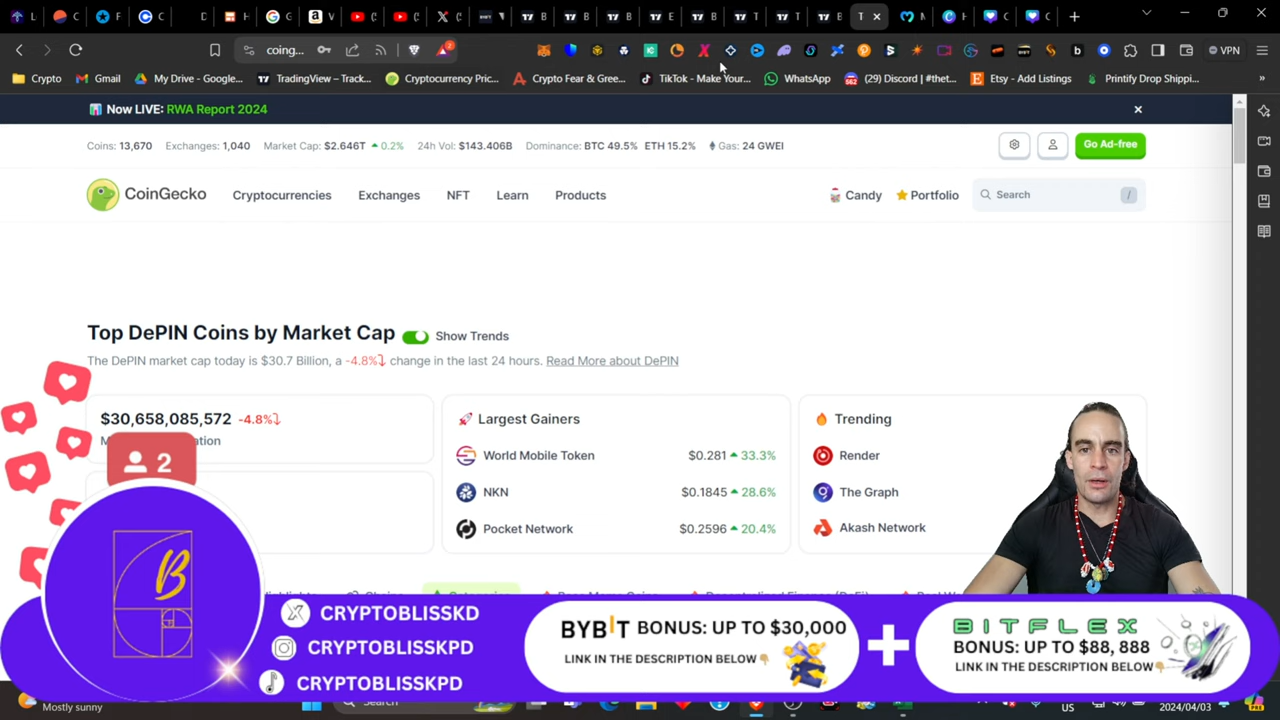 coing...
2
VPN
Crypto
Gmail
My Drive - Google...
TradingView – Track...
Cryptocurrency Pric...
Crypto Fear & Gree...
TikTok - Make Your...
WhatsApp
(29) Discord | #thet...
Etsy - Add Listings
Printify Drop Shippi...
Now LIVE: RWA Report 2024
Coins: 13,670
Exchanges: 1,040
Market Cap: $2.646T 0.2%
24h Vol: $143.406B
Dominance: BTC 49.5% ETH 15.2%
Gas: 24 GWEI
Go Ad-free
CoinGecko
Cryptocurrencies
Exchanges
NFT
Learn
Products
Candy
Portfolio
Search
/
Top DePIN Coins by Market Cap
Show Trends
The DePIN market cap today is $30.7 Billion, a -4.8% change in the last 24 hours. Read More about DePIN
$30,658,085,572 -4.8%
2
Largest Gainers
World Mobile Token $0.281 33.3%
NKN $0.1845 28.6%
Pocket Network $0.2596 20.4%
Trending
Render
The Graph
Akash Network
B
CRYPTOBLISSKD
CRYPTOBLISSKPD
CRYPTOBLISSKPD
BYBIT BONUS: UP TO $30,000
LINK IN THE DESCRIPTION BELOW
+
BITFLEX
BONUS: UP TO $88, 888
LINK IN THE DESCRIPTION BELOW
Mostly sunny
Search
US
2024/04/03